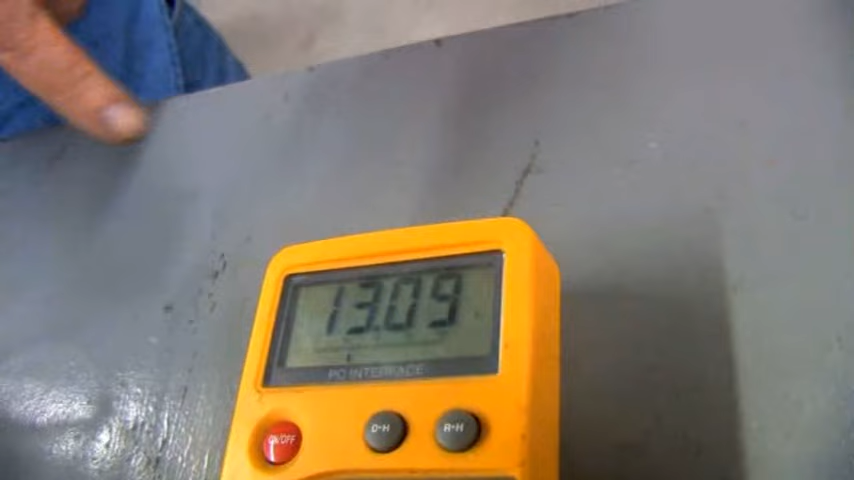 13.09
PC INTERFACE
ON/OFF
D-H
R-H